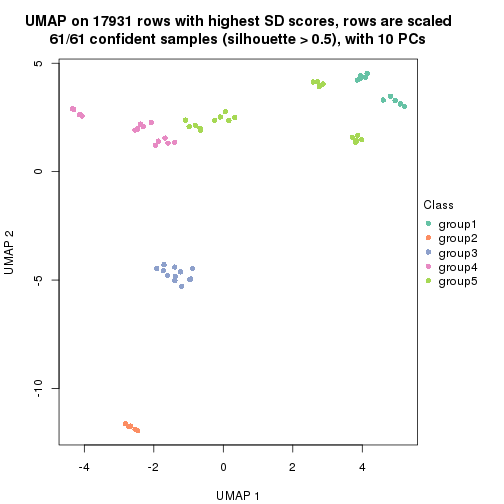 UMAP on 17931 rows with highest SD scores, rows are scaled
61/61 confident samples (silhouette > 0.5), with 10 PCs
5
0
-5
-10
UMAP 2
-4
-2
0
2
4
UMAP 1
Class
group1
group2
group3
group4
group5